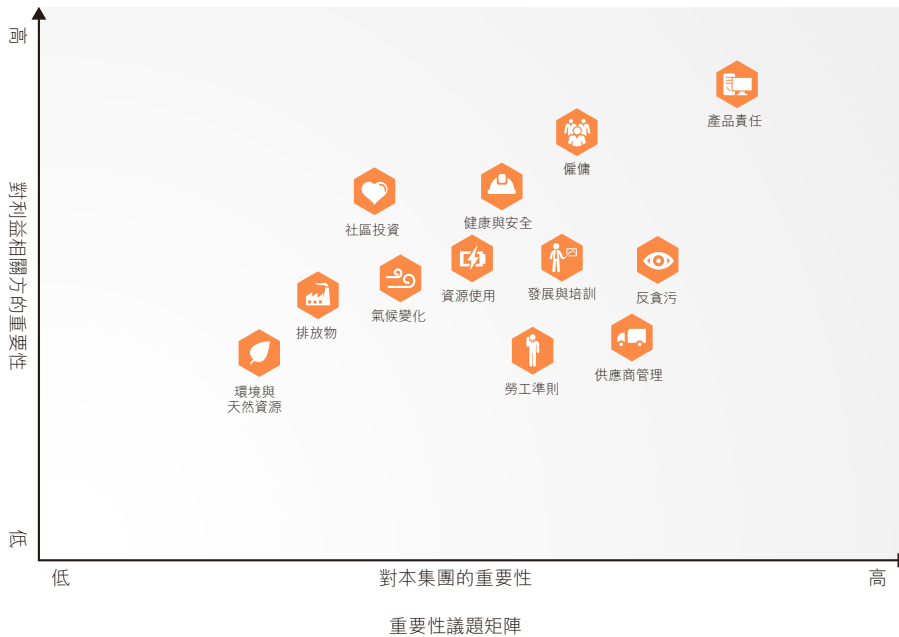 高
產品責任
僱傭
健康與安全
社區投資
對利益相關方的重要性
發展與培訓
資源使用
反貪污
氣候變化
排放物
供應商管理
勞工準則
環境與
天然資源
低
低
對本集團的重要性
高
重要性議題矩陣